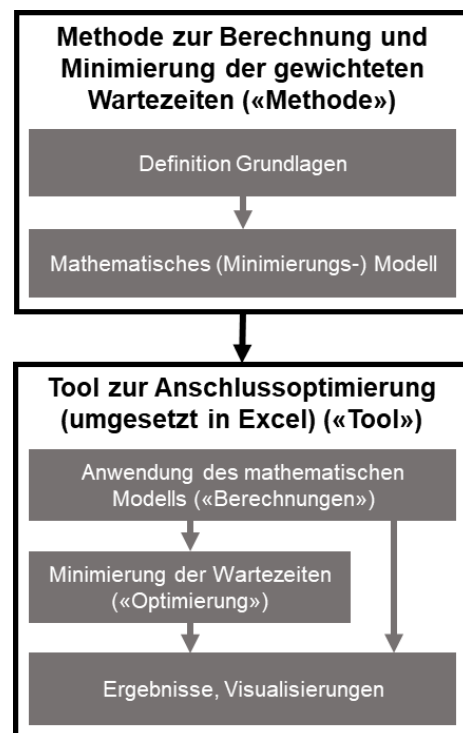 Methode zur Berechnung und
Minimierung der gewichteten
Wartezeiten («Methode»)
Definition Grundlagen
Mathematisches (Minimierungs-) Modell
Tool zur Anschlussoptimierung
(umgesetzt in Excel) («Tool»)
Anwendung des mathematischen
Modells («Berechnungen»)
Minimierung der Wartezeiten
(«Optimierung»)
Ergebnisse, Visualisierungen